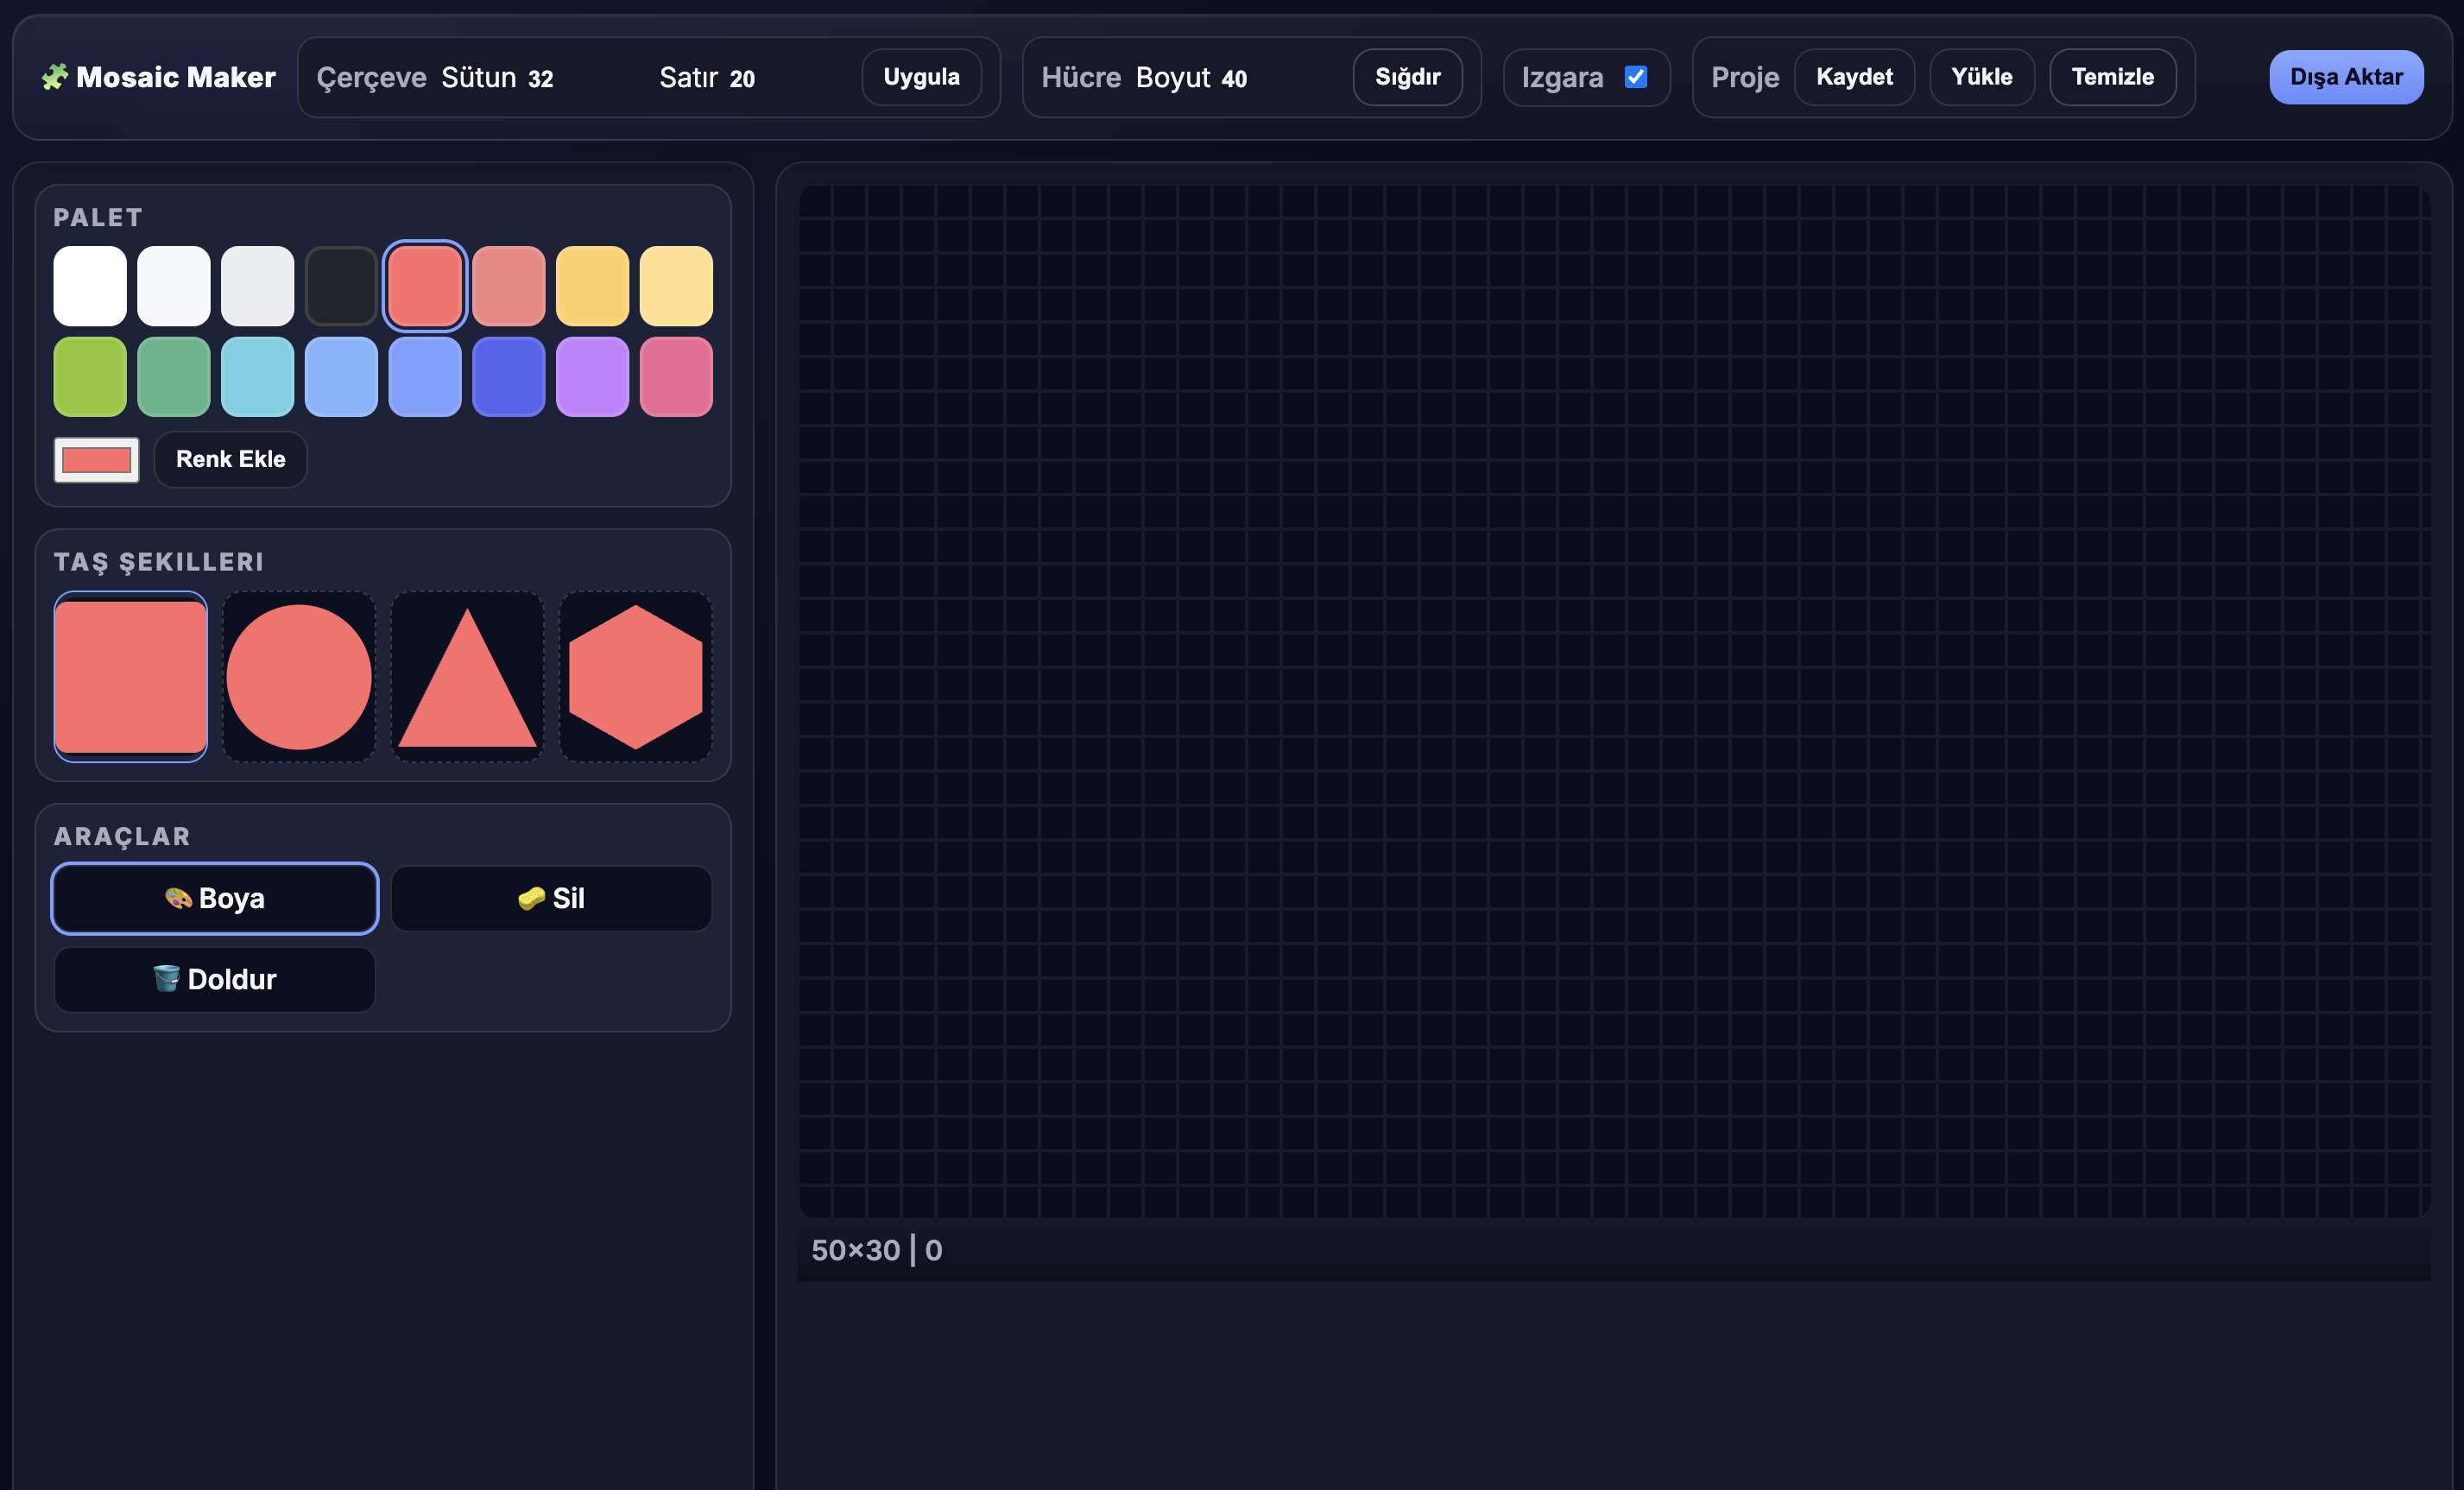 Mosaic Maker
Çerçeve Sütun 32 Satır 20 Uygula
Hücre Boyut 40 Sığdır
Izgara
Proje Kaydet Yükle Temizle
Dışa Aktar
PALET
Renk Ekle
TAŞ ŞEKILLERI
ARAÇLAR
Boya
Sil
Doldur
50×30 | 0